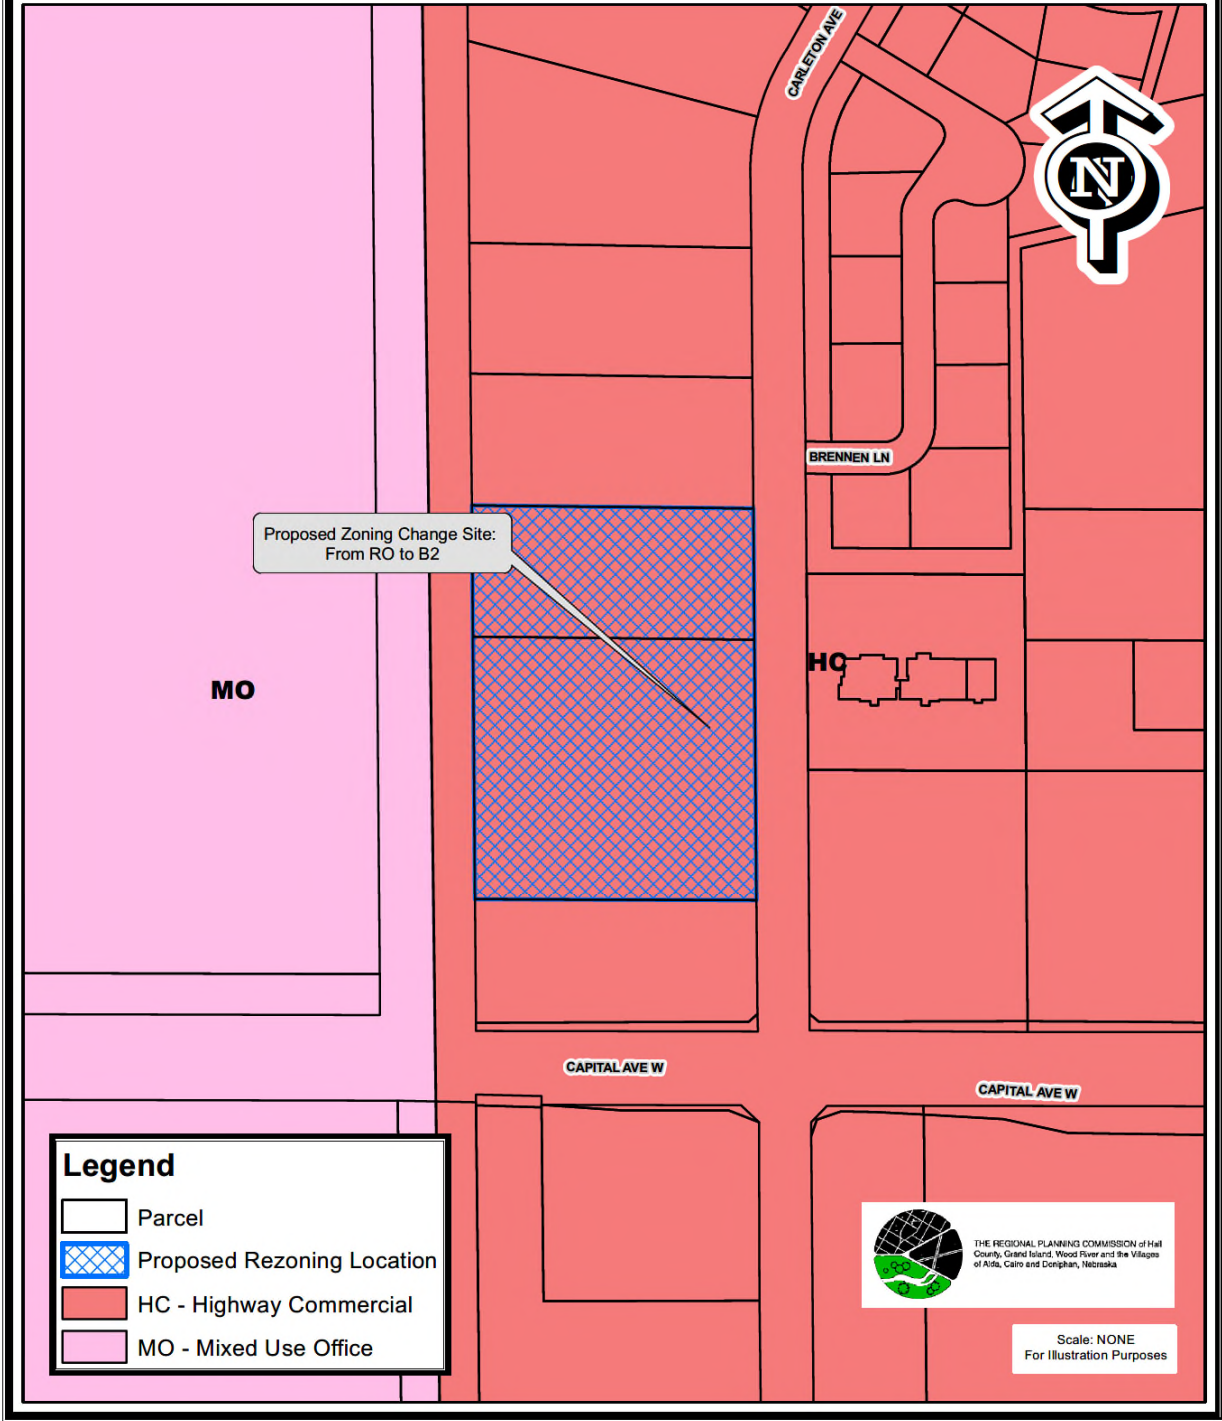 CARLETON AVE
N
BRENNEN LN
Proposed Zoning Change Site:
From RO to B2
HC
MO
CAPITAL AVE W
CAPITAL AVE W
Legend
Parcel
Proposed Rezoning Location
HC - Highway Commercial
MO - Mixed Use Office
THE REGIONAL PLANNING COMMISSION of Hall
County, Grand Island, Wood River and the Villages
of Alda, Cairo and Doniphan, Nebraska
Scale: NONE
For Illustration Purposes